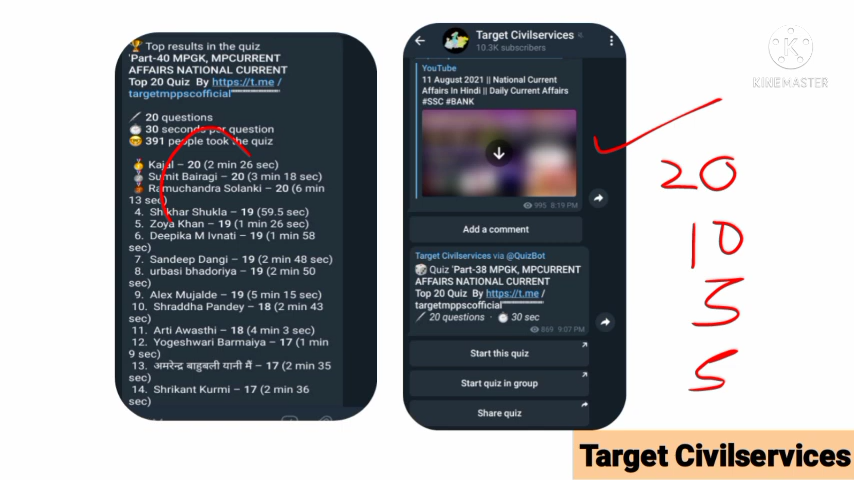 🏆 Top results in the quiz
'Part-40 MPGK, MPCURRENT
AFFAIRS NATIONAL CURRENT
Top 20 Quiz By https://t.me/
targetmppscofficial
20 questions
30 seconds per question
391 people took the quiz
Kajal – 20 (2 min 26 sec)
Sumit Bairagi – 20 (3 min 18 sec)
Ramuchandra Solanki – 20 (6 min
13 sec)
4. Shikhar Shukla – 19 (59.5 sec)
5. Zoya Khan – 19 (1 min 26 sec)
6. Deepika M Ivnati – 19 (1 min 58
sec)
7. Sandeep Dangi – 19 (2 min 48 sec)
8. urbasi bhadoriya – 19 (2 min 50
sec)
9. Alex Mujalde – 19 (5 min 15 sec)
10. Shraddha Pandey – 18 (2 min 43
sec)
11. Arti Awasthi – 18 (4 min 3 sec)
12. Yogeshwari Barmaiya – 17 (1 min
9 sec)
13. अमरेन्द्र बाहुबली यानी मैं – 17 (2 min 35
sec)
14. Shrikant Kurmi – 17 (2 min 36
sec)
Target Civilservices
10.3K subscribers
YouTube
11 August 2021 || National Current
Affairs In Hindi || Daily Current Affairs
#SSC #BANK
995 8:19 PM
Add a comment
Target Civilservices via @QuizBot
Quiz 'Part-38 MPGK, MPCURRENT
AFFAIRS NATIONAL CURRENT
Top 20 Quiz By https://t.me/
targetmppscofficial
20 questions · 30 sec
869 9:07 PM
Start this quiz
Start quiz in group
Share quiz
KINEMASTER
20
10
5
Target Civilservices